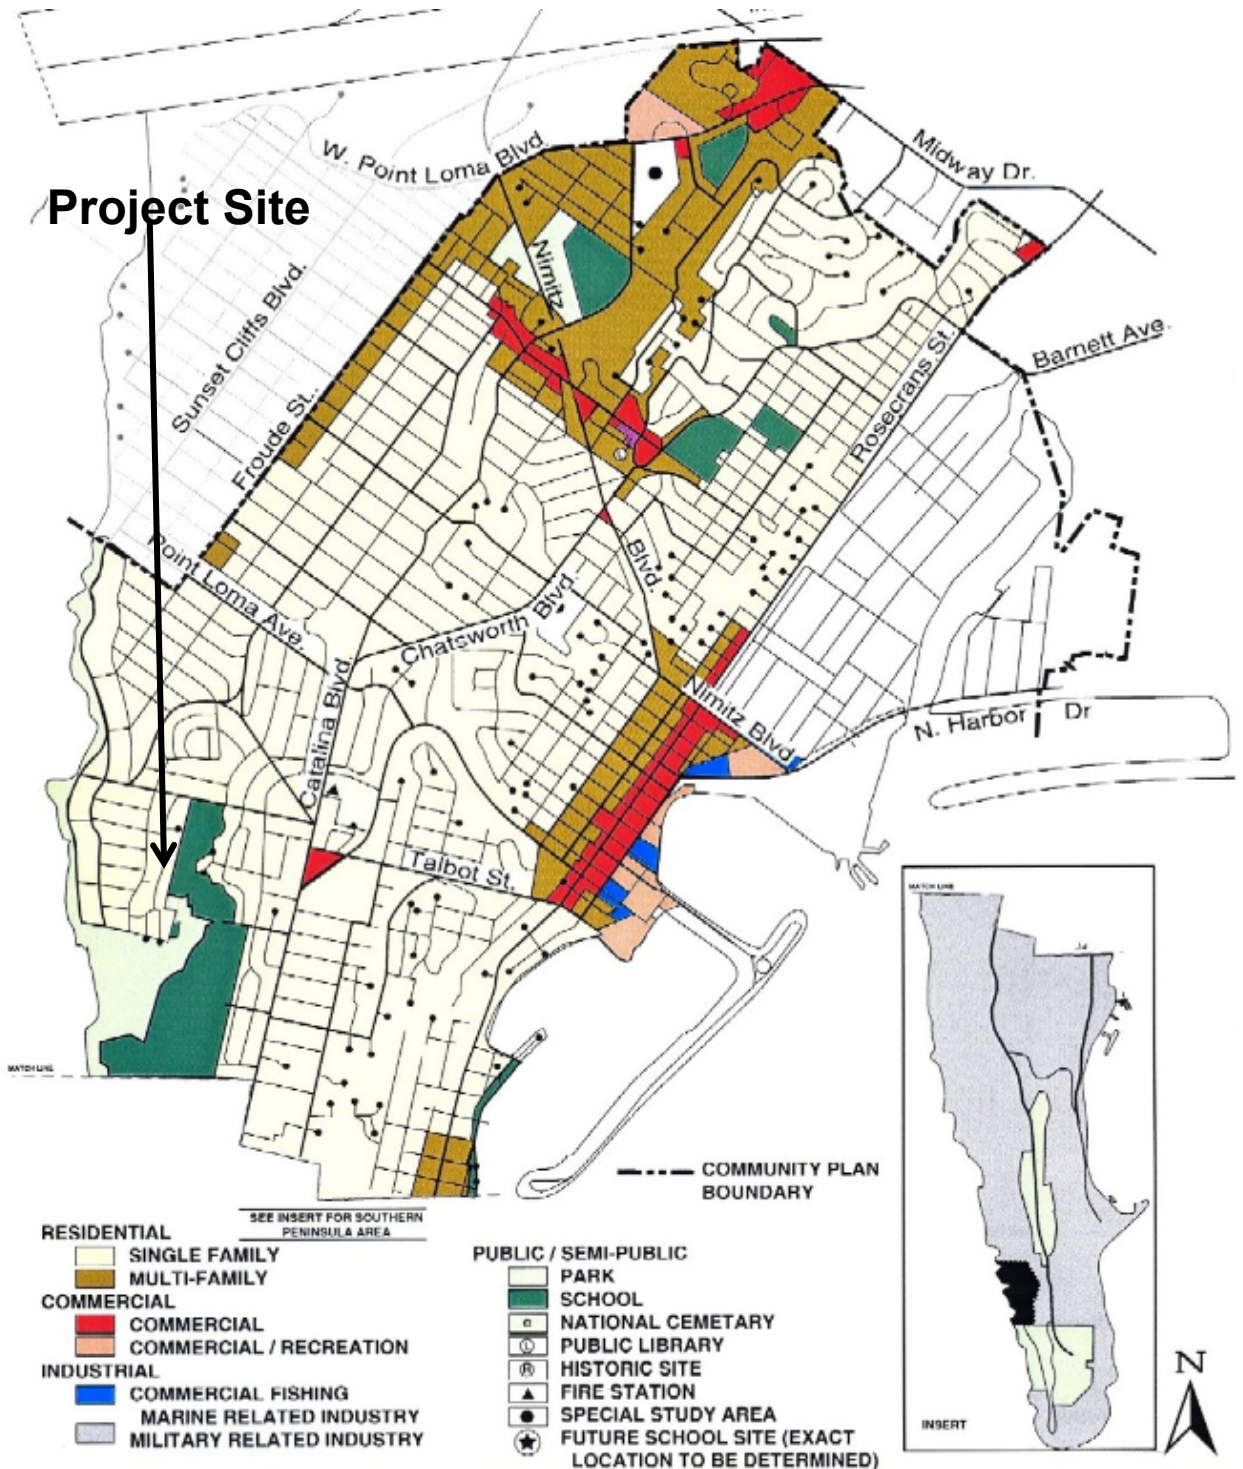 W. Point Loma Blvd.
Midway Dr.
Project Site
Nimitz
Sunset Cliffs Blvd.
Froude St.
Rosecrans St.
Barnett Ave.
Point Loma Ave.
Blvd.
Chatsworth Blvd.
Catalina Blvd.
Nimitz Blvd.
N. Harbor Dr
Talbot St.
MATCH LINE
MATCH LINE
COMMUNITY PLAN
BOUNDARY
SEE INSERT FOR SOUTHERN
PENINSULA AREA
RESIDENTIAL
SINGLE FAMILY
MULTI-FAMILY
COMMERCIAL
COMMERCIAL
COMMERCIAL / RECREATION
INDUSTRIAL
COMMERCIAL FISHING
MARINE RELATED INDUSTRY
MILITARY RELATED INDUSTRY
PUBLIC / SEMI-PUBLIC
PARK
SCHOOL
NATIONAL CEMETARY
L PUBLIC LIBRARY
R HISTORIC SITE
FIRE STATION
SPECIAL STUDY AREA
FUTURE SCHOOL SITE (EXACT
LOCATION TO BE DETERMINED)
INSERT
N